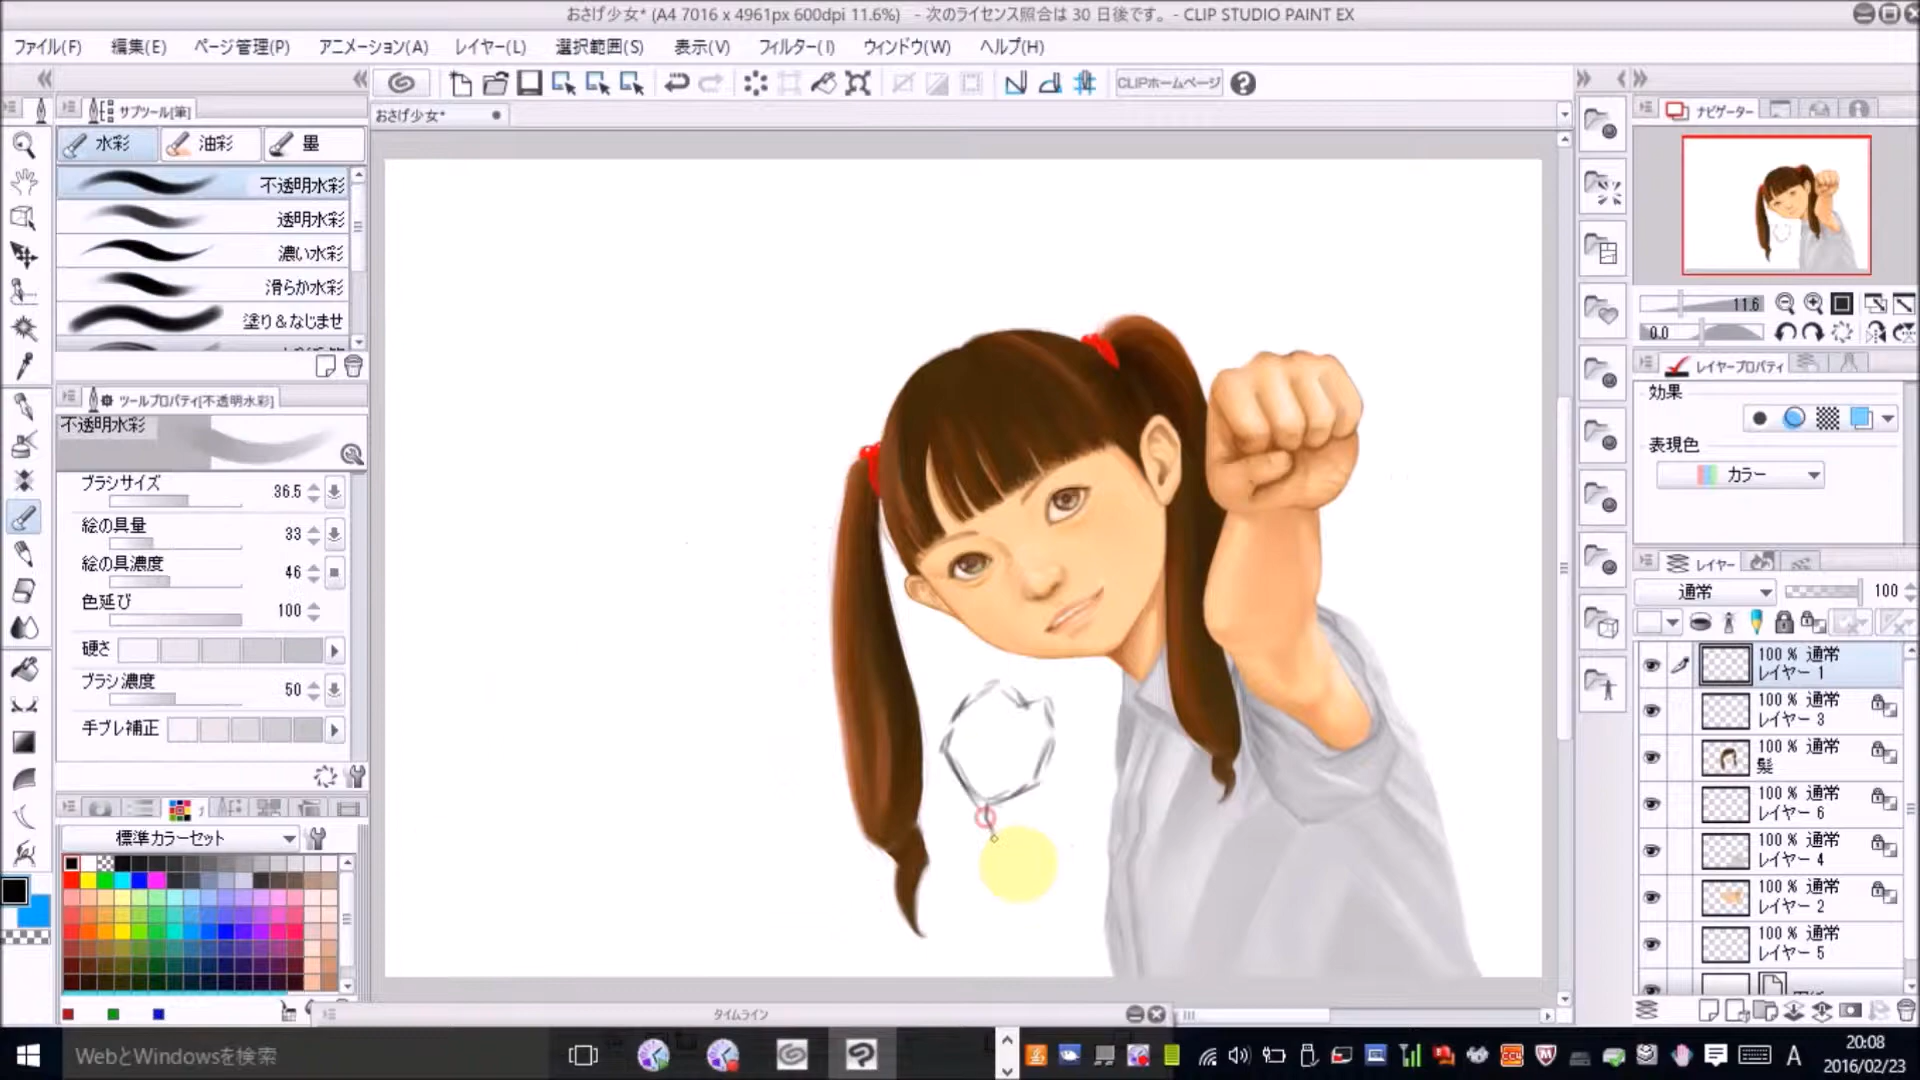 おさげ少女* (A4 7016 x 4961px 600dpi 11.6%) - 次のライセンス照合は 30 日後です。 - CLIP STUDIO PAINT EX
ファイル(F) 編集(E) ページ管理(P) アニメーション(A) レイヤー(L) 選択範囲(S) 表示(V) フィルター(I) ウィンドウ(W) ヘルプ(H)
CLIPホームページ
サブツール[筆]
おさげ少女*
ナビゲーター
水彩 油彩 墨
不透明水彩
透明水彩
濃い水彩
滑らか水彩
塗り&なじませ
11.6
0.0
ツールプロパティ[不透明水彩]
不透明水彩
ブラシサイズ 36.5
絵の具量 33
絵の具濃度 46
色延び 100
硬さ
ブラシ濃度 50
手ブレ補正
標準カラーセット
レイヤープロパティ
効果
表現色
カラー
レイヤー
通常 100
100 % 通常
レイヤー 1
100 % 通常
レイヤー 3
100 % 通常
髪
100 % 通常
レイヤー 6
100 % 通常
レイヤー 4
100 % 通常
レイヤー 2
100 % 通常
レイヤー 5
タイムライン
WebとWindowsを検索
A
20:08
2016/02/23